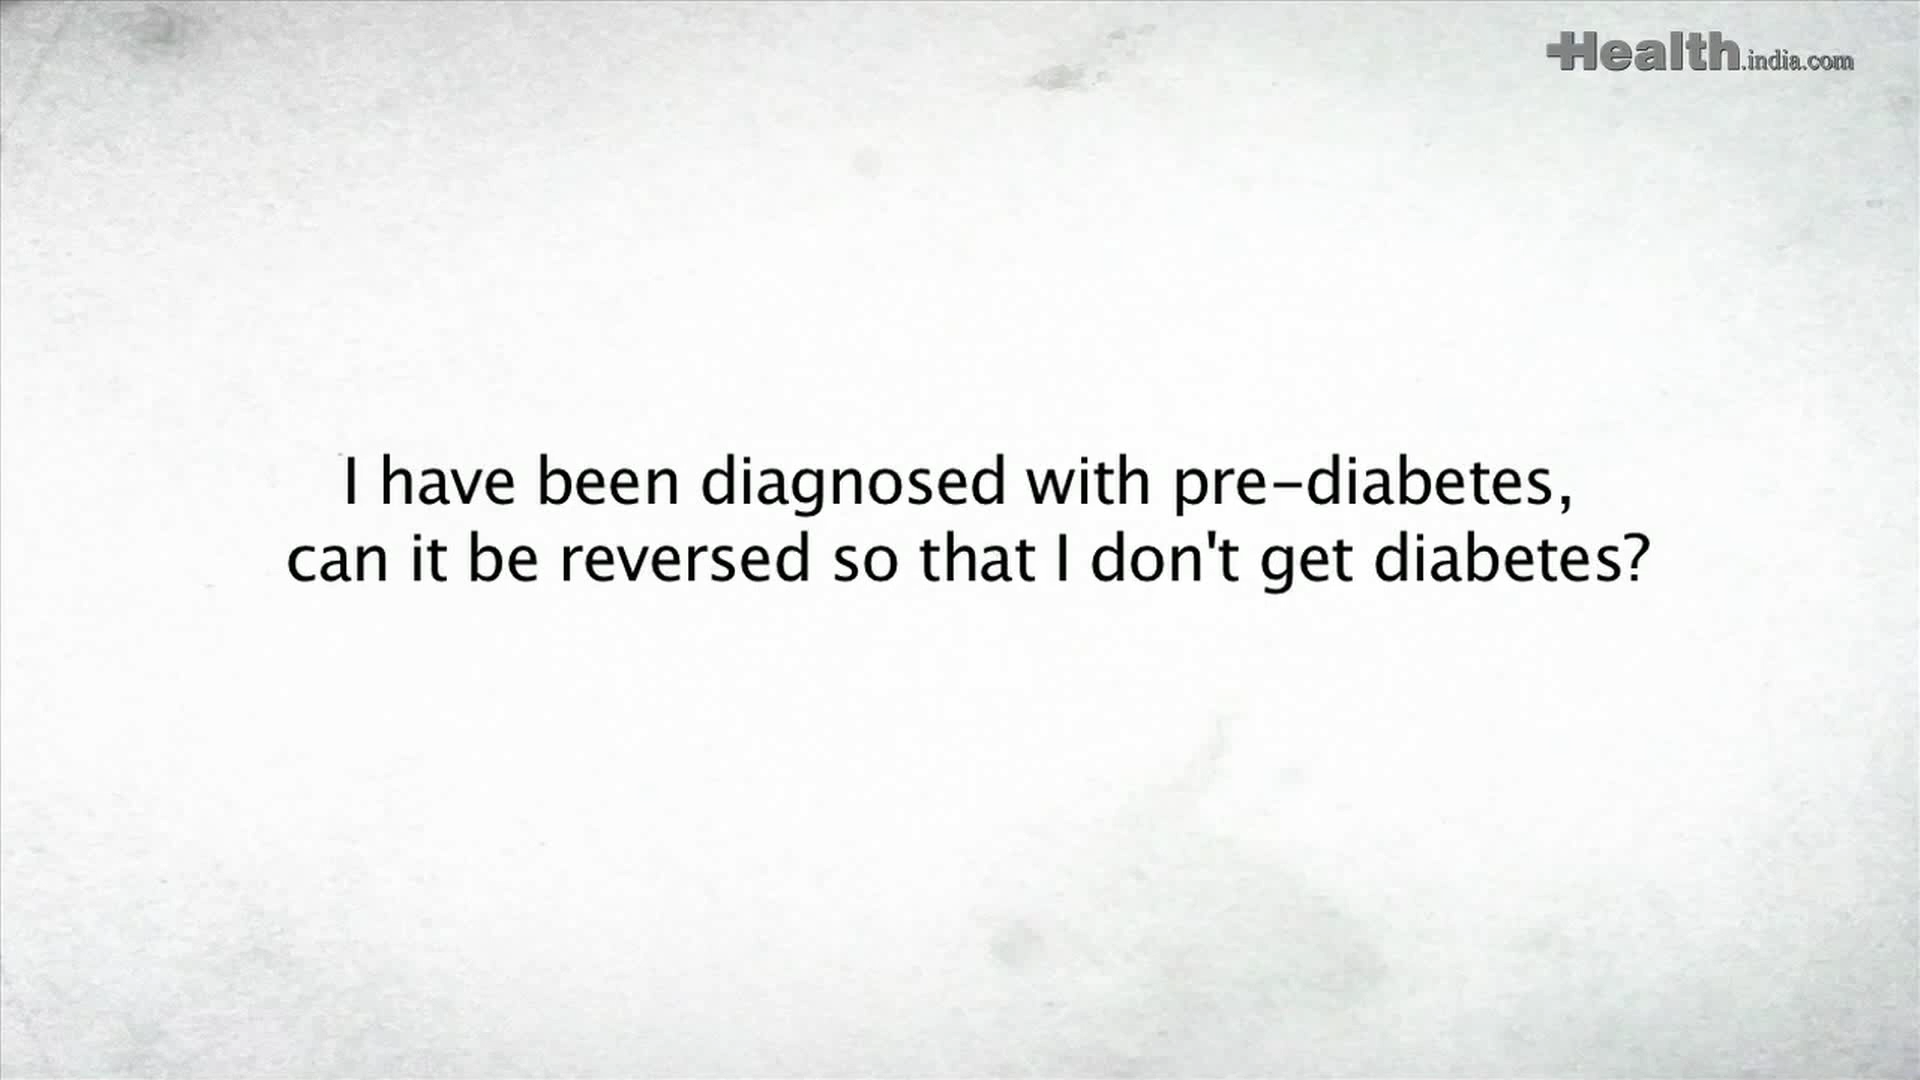 Health.india.com
I have been diagnosed with pre-diabetes,
can it be reversed so that I don't get diabetes?